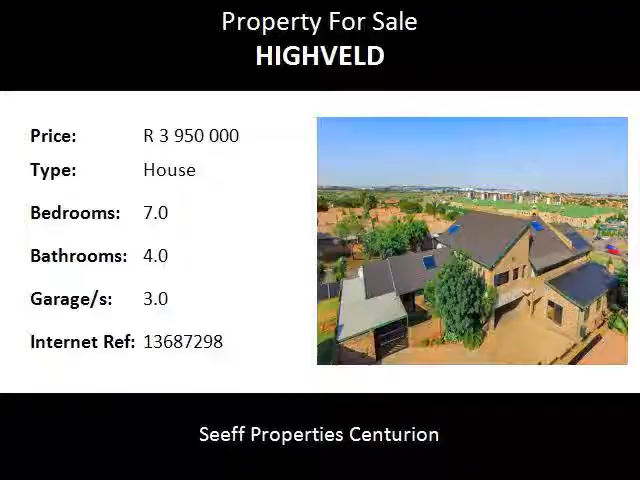 Property For Sale
HIGHVELD
Price: R 3 950 000
Type: House
Bedrooms: 7.0
Bathrooms: 4.0
Garage/s: 3.0
Internet Ref: 13687298
Seeff Properties Centurion